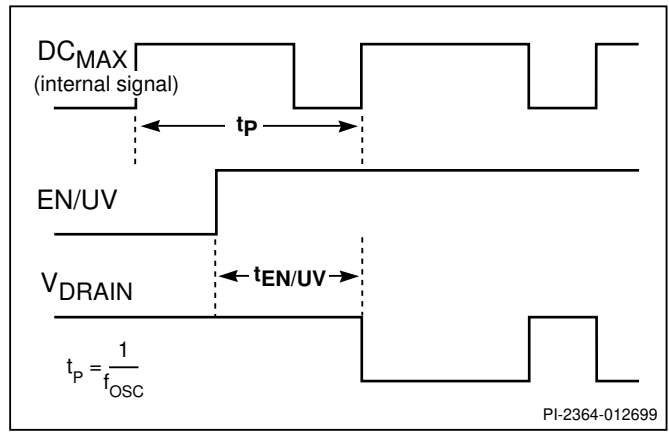 DCMAX
(internal signal)
tP
EN/UV
tEN/UV
VDRAIN
tP = 1/fOSC
PI-2364-012699